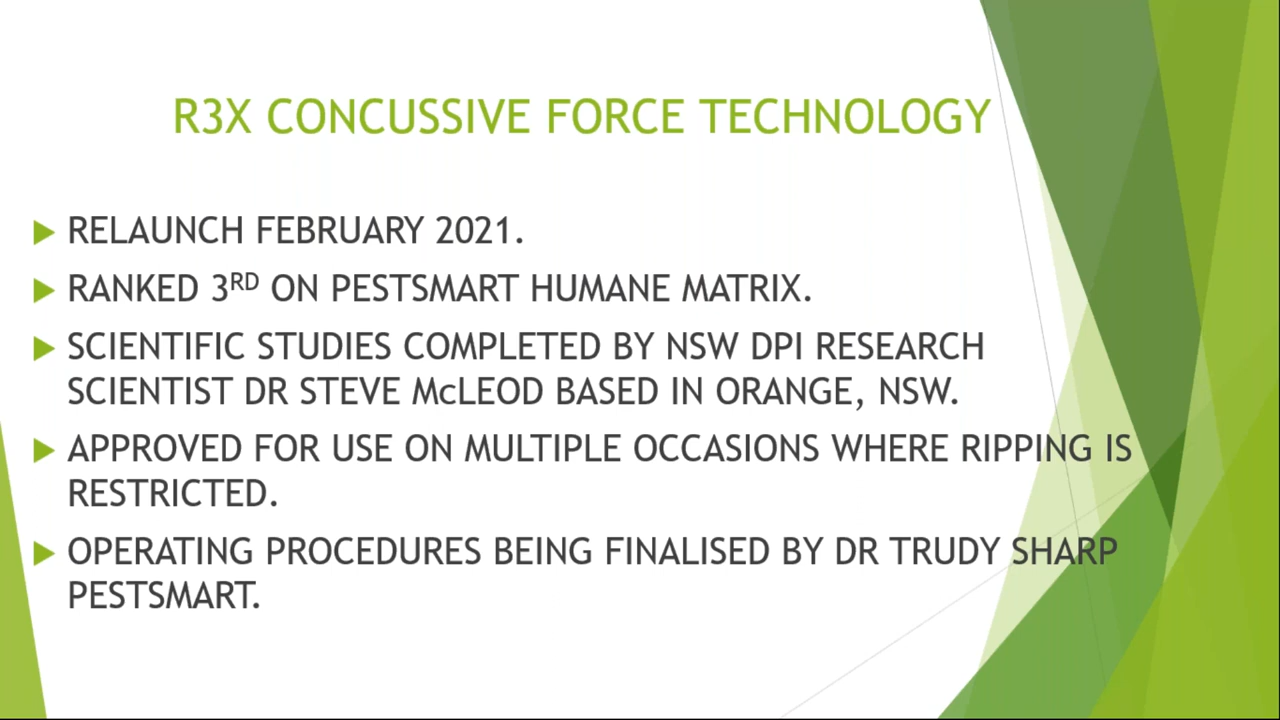 R3X CONCUSSIVE FORCE TECHNOLOGY
RELAUNCH FEBRUARY 2021.
RANKED 3RD ON PESTSMART HUMANE MATRIX.
SCIENTIFIC STUDIES COMPLETED BY NSW DPI RESEARCH
SCIENTIST DR STEVE McLEOD BASED IN ORANGE, NSW.
APPROVED FOR USE ON MULTIPLE OCCASIONS WHERE RIPPING IS
RESTRICTED.
OPERATING PROCEDURES BEING FINALISED BY DR TRUDY SHARP
PESTSMART.